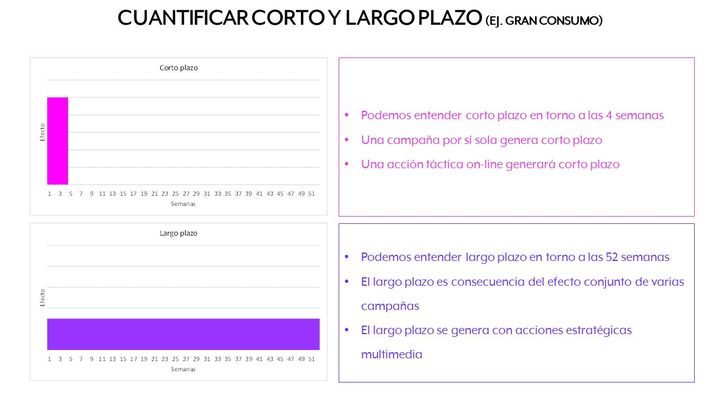 CUANTIFICAR CORTO Y LARGO PLAZO (EJ. GRAN CONSUMO)
Corto plazo
Efecto
1 3 5 7 9 11 13 15 17 19 21 23 25 27 29 31 33 35 37 39 41 43 45 47 49 51
Semanas
• Podemos entender corto plazo en torno a las 4 semanas
• Una campaña por sí sola genera corto plazo
• Una acción táctica on-line generará corto plazo
Largo plazo
Efecto
1 3 5 7 9 11 13 15 17 19 21 23 25 27 29 31 33 35 37 39 41 43 45 47 49 51
Semanas
• Podemos entender largo plazo en torno a las 52 semanas
• El largo plazo es consecuencia del efecto conjunto de varias
campañas
• El largo plazo se genera con acciones estratégicas
multimedia